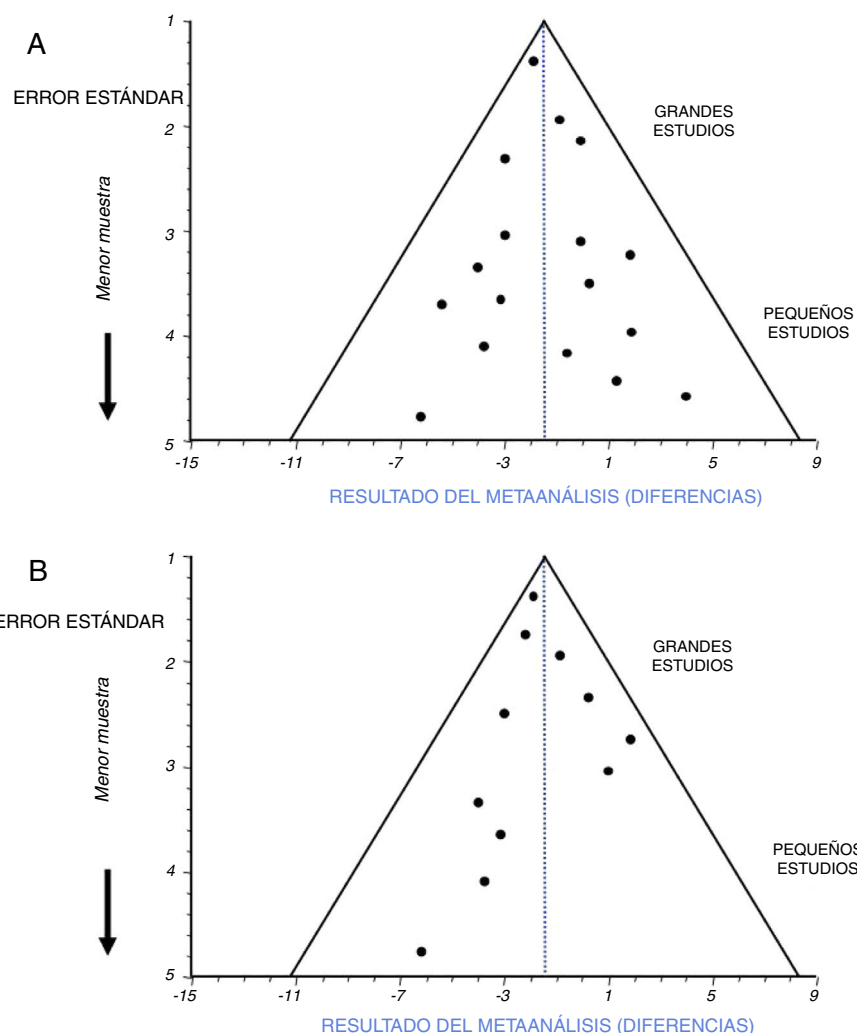 A
1
ERROR ESTÁNDAR
GRANDES
ESTUDIOS
2
Menor muestra
3
PEQUEÑOS
ESTUDIOS
4
5
-15 -11 -7 -3 1 5 9
RESULTADO DEL METAANÁLISIS (DIFERENCIAS)
B
1
ERROR ESTÁNDAR
GRANDES
ESTUDIOS
2
Menor muestra
3
PEQUEÑOS
ESTUDIOS
4
5
-15 -11 -7 -3 1 5 9
RESULTADO DEL METAANÁLISIS (DIFERENCIAS)